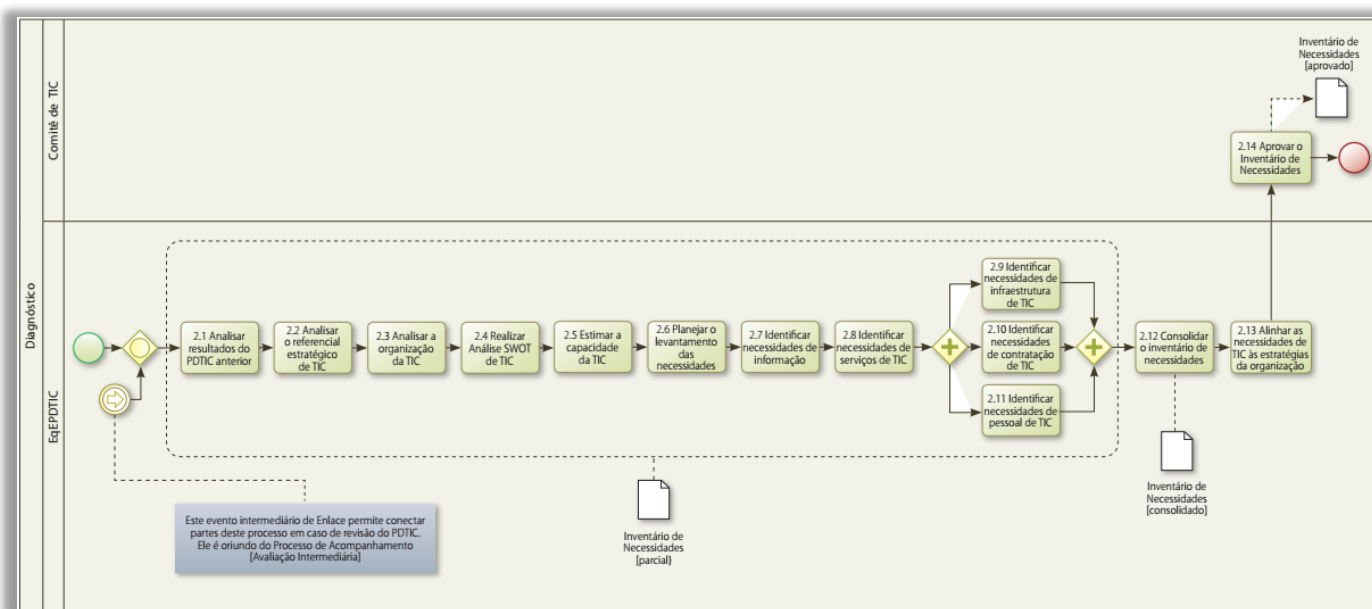 Diagnóstico
Comitê de TIC
EqEPDTIC
Inventário de
Necessidades
[aprovado]
2.14 Aprovar o
Inventário de
Necessidades
2.1 Analisar
resultados do
PDTIC anterior
2.2 Analisar
o referencial
estratégico
de TIC
2.3 Analisar a
organização
da TIC
2.4 Realizar
Análise SWOT
de TIC
2.5 Estimar a
capacidade
da TIC
2.6 Planejar o
levantamento
das
necessidades
2.7 Identificar
necessidades de
informação
2.8 Identificar
necessidades de
serviços de TIC
2.9 Identificar
necessidades de
infraestrutura
de TIC
2.10 Identificar
necessidades
de contratação
de TIC
2.11 Identificar
necessidades de
pessoal de TIC
2.12 Consolidar
o inventário de
necessidades
2.13 Alinhar as
necessidades de
TIC às estratégias
da organização
Este evento intermediário de Enlace permite conectar
partes deste processo em caso de revisão do PDTIC.
Ele é oriundo do Processo de Acompanhamento
[Avaliação Intermediária]
Inventário de
Necessidades
[parcial}
Inventário de
Necessidades
[consolidado]